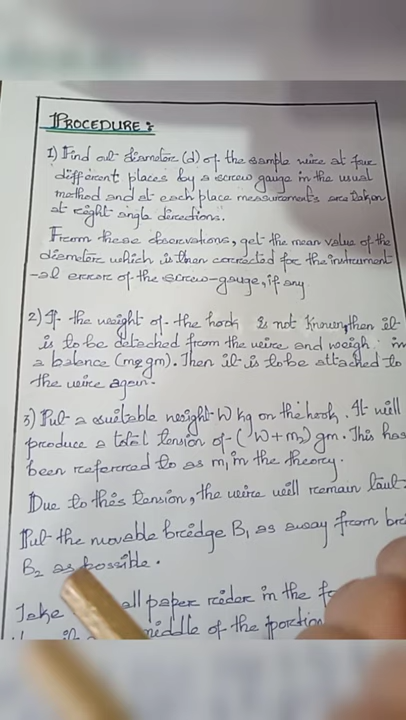 PROCEDURE:
1) Find out diameter (d) of the sample wire at four
different places by a screw gauge in the usual
method and at each place measurements are taken
at right angle directions.
From these observations, get the mean value of the
diameter which is then corrected for the instrument
-al error of the screw-gauge, if any
2) If the weight of the hook is not known, then it
is to be detached from the wire and weigh in
a balance (m2 gm). Then it is to be attached to
the wire again.
3) Put a suitable weight W kg on the hook. It will
produce a total tension of (W+m2) gm. This has
been referred to as m, in the theory.
Due to this tension, the wire will remain taut.
Put the movable bridge B1 as away from
B2 as possible.
Take all paper rider in the
middle of the portion